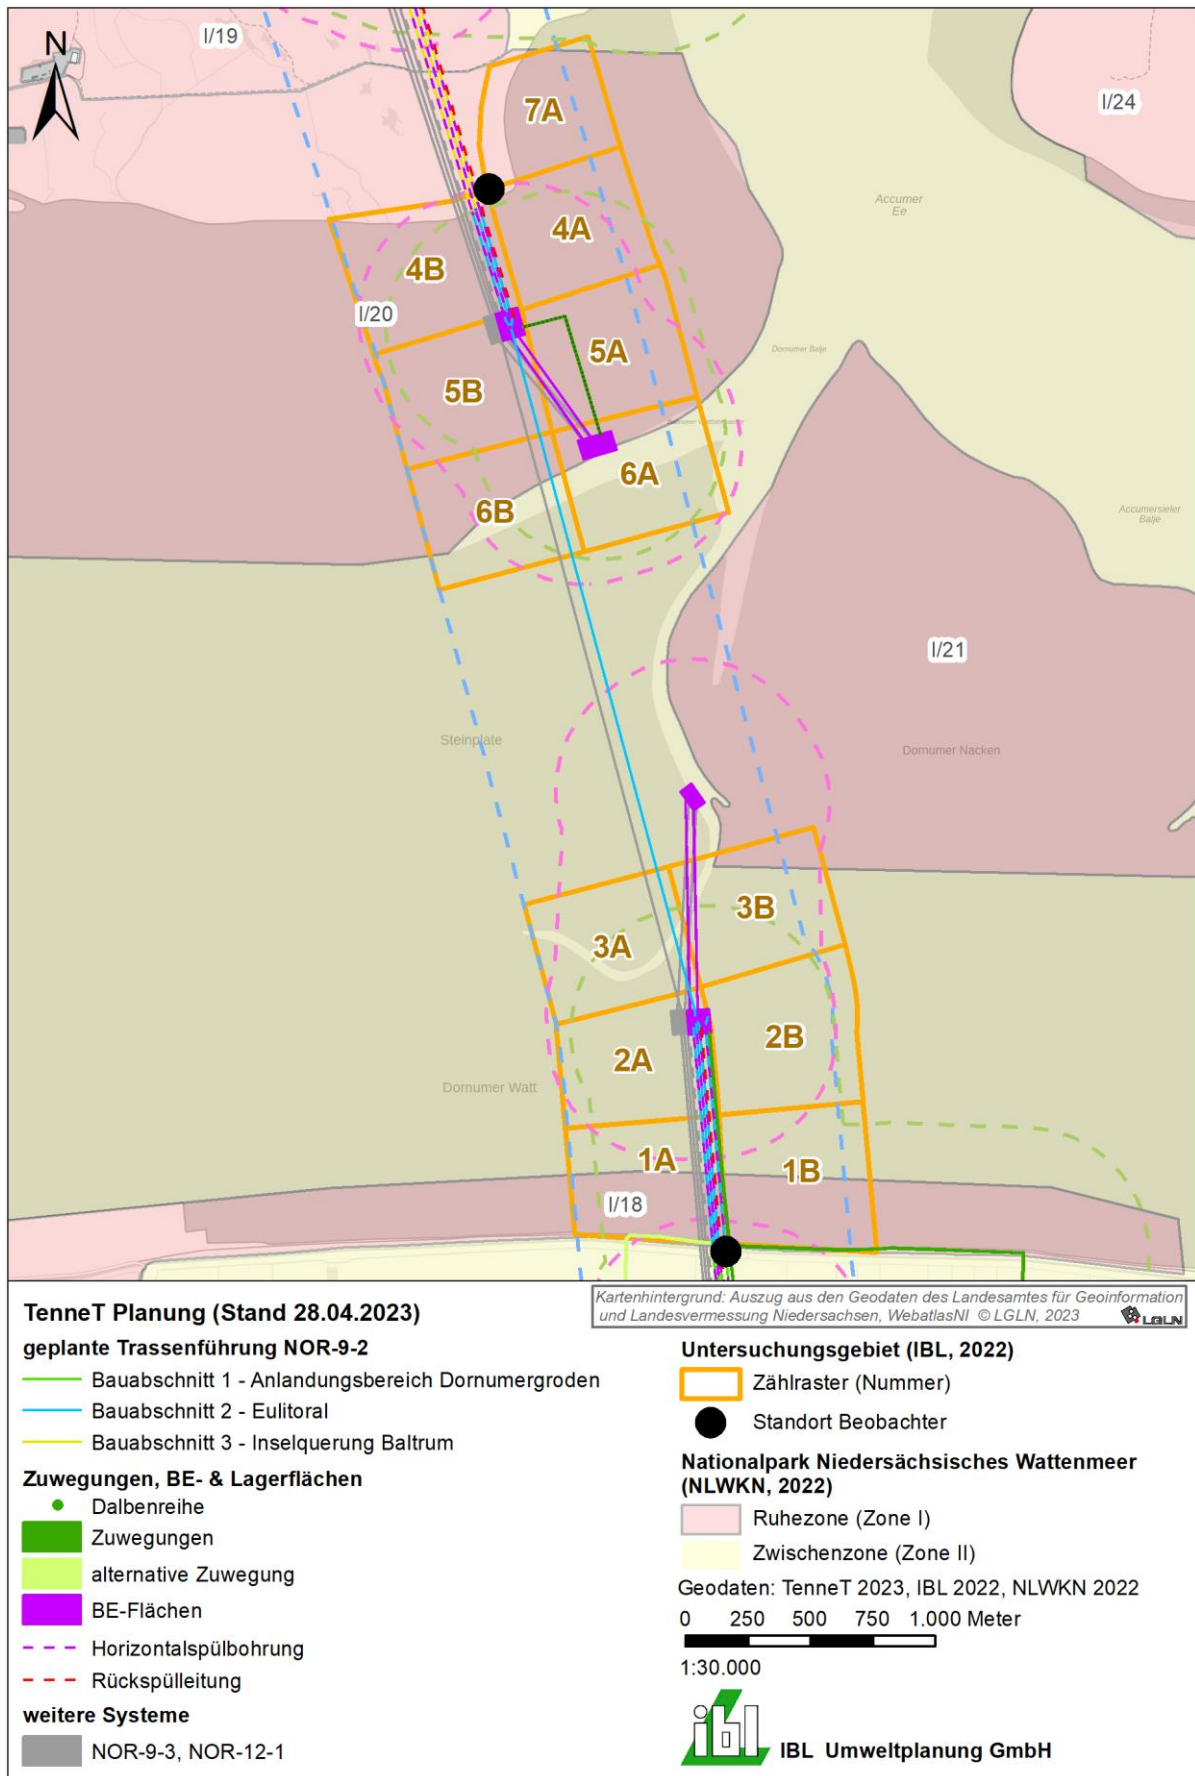 N
I/19
7A
I/24
Accumer
Ee
4A
4B
I/20
5A
Dornumer Balje
5B
6A
6B
Accumersieler
Balje
I/21
Steinplate
Dornumer Nacken
3B
3A
2B
2A
Dornumer Watt
1A
1B
I/18
Kartenhintergrund: Auszug aus den Geodaten des Landesamtes für Geoinformation
und Landesvermessung Niedersachsen, WebatlasNI © LGLN, 2023
LGLN
TenneT Planung (Stand 28.04.2023)
geplante Trassenführung NOR-9-2
Bauabschnitt 1 - Anlandungsbereich Dornumergroden
Bauabschnitt 2 - Eulitoral
Bauabschnitt 3 - Inselquerung Baltrum
Zuwegungen, BE- & Lagerflächen
Dalbenreihe
Zuwegungen
alternative Zuwegung
BE-Flächen
Horizontalspülbohrung
Rückspülleitung
weitere Systeme
NOR-9-3, NOR-12-1
Untersuchungsgebiet (IBL, 2022)
Zählraster (Nummer)
Standort Beobachter
Nationalpark Niedersächsisches Wattenmeer
(NLWKN, 2022)
Ruhezone (Zone I)
Zwischenzone (Zone II)
Geodaten: TenneT 2023, IBL 2022, NLWKN 2022
0 250 500 750 1.000 Meter
1:30.000
ibl
IBL Umweltplanung GmbH